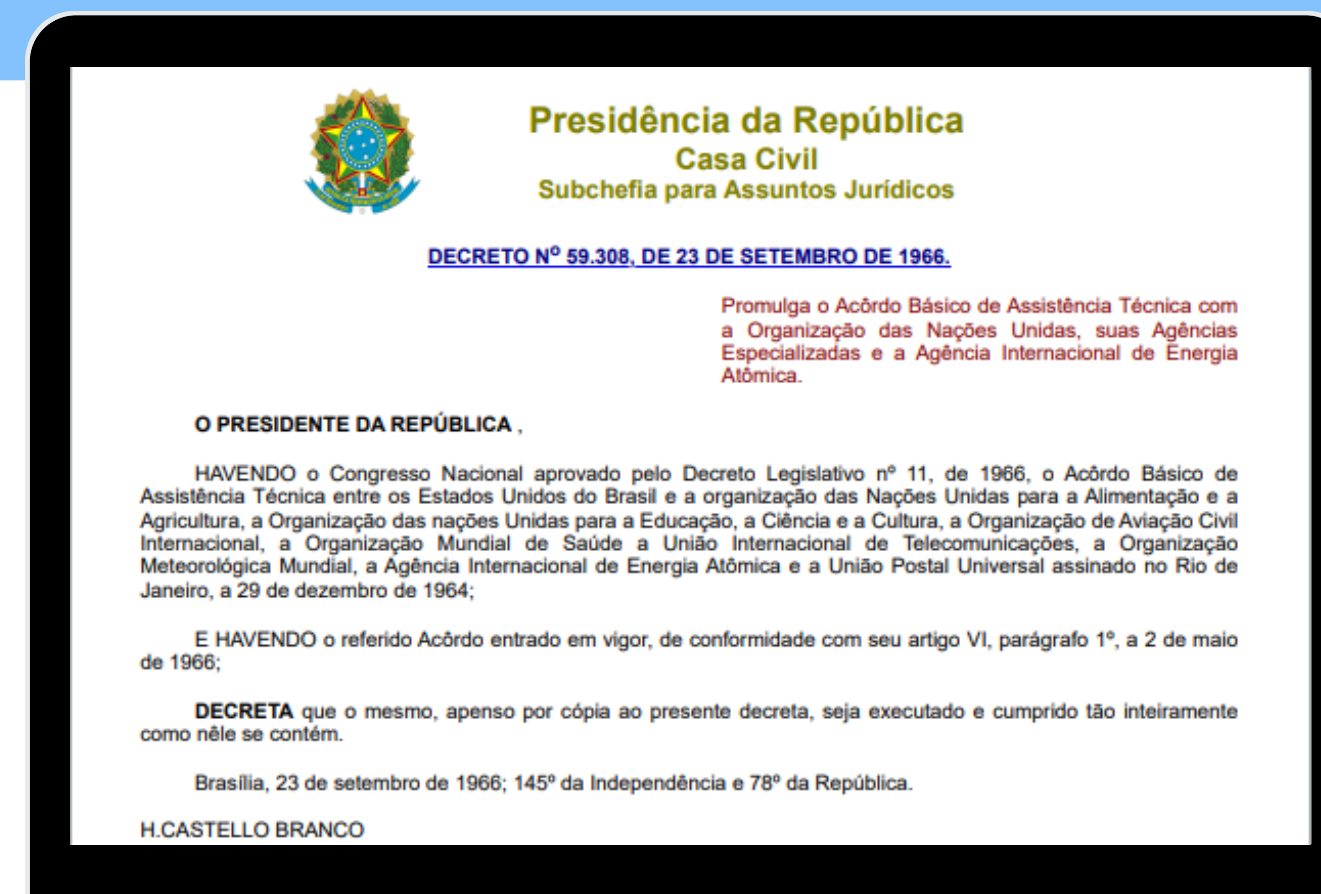 Presidência da República
Casa Civil
Subchefia para Assuntos Jurídicos
DECRETO Nº 59.308, DE 23 DE SETEMBRO DE 1966.
Promulga o Acôrdo Básico de Assistência Técnica com
a Organização das Nações Unidas, suas Agências
Especializadas e a Agência Internacional de Energia
Atômica.
O PRESIDENTE DA REPÚBLICA ,
HAVENDO o Congresso Nacional aprovado pelo Decreto Legislativo nº 11, de 1966, o Acôrdo Básico de
Assistência Técnica entre os Estados Unidos do Brasil e a organização das Nações Unidas para a Alimentação e a
Agricultura, a Organização das nações Unidas para a Educação, a Ciência e a Cultura, a Organização de Aviação Civil
Internacional, a Organização Mundial de Saúde a União Internacional de Telecomunicações, a Organização
Meteorológica Mundial, a Agência Internacional de Energia Atômica e a União Postal Universal assinado no Rio de
Janeiro, a 29 de dezembro de 1964;
E HAVENDO o referido Acôrdo entrado em vigor, de conformidade com seu artigo VI, parágrafo 1º, a 2 de maio
de 1966;
DECRETA que o mesmo, apenso por cópia ao presente decreta, seja executado e cumprido tão inteiramente
como nêle se contém.
Brasília, 23 de setembro de 1966; 145º da Independência e 78º da República.
H.CASTELLO BRANCO